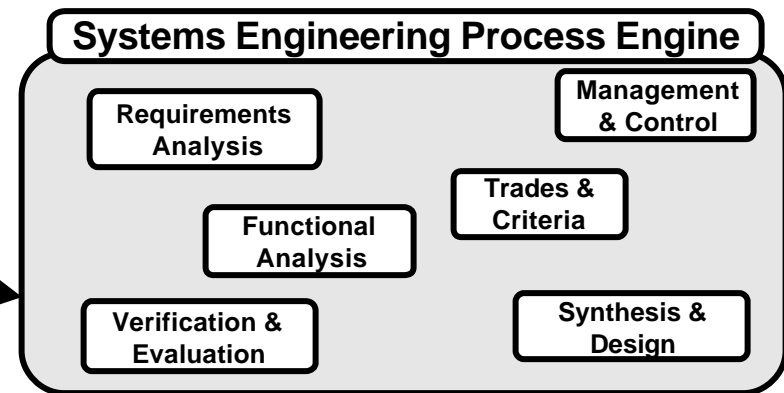 Systems Engineering Process Engine
Requirements
Analysis
Management
& Control
Trades &
Criteria
Functional
Analysis
Verification &
Evaluation
Synthesis &
Design